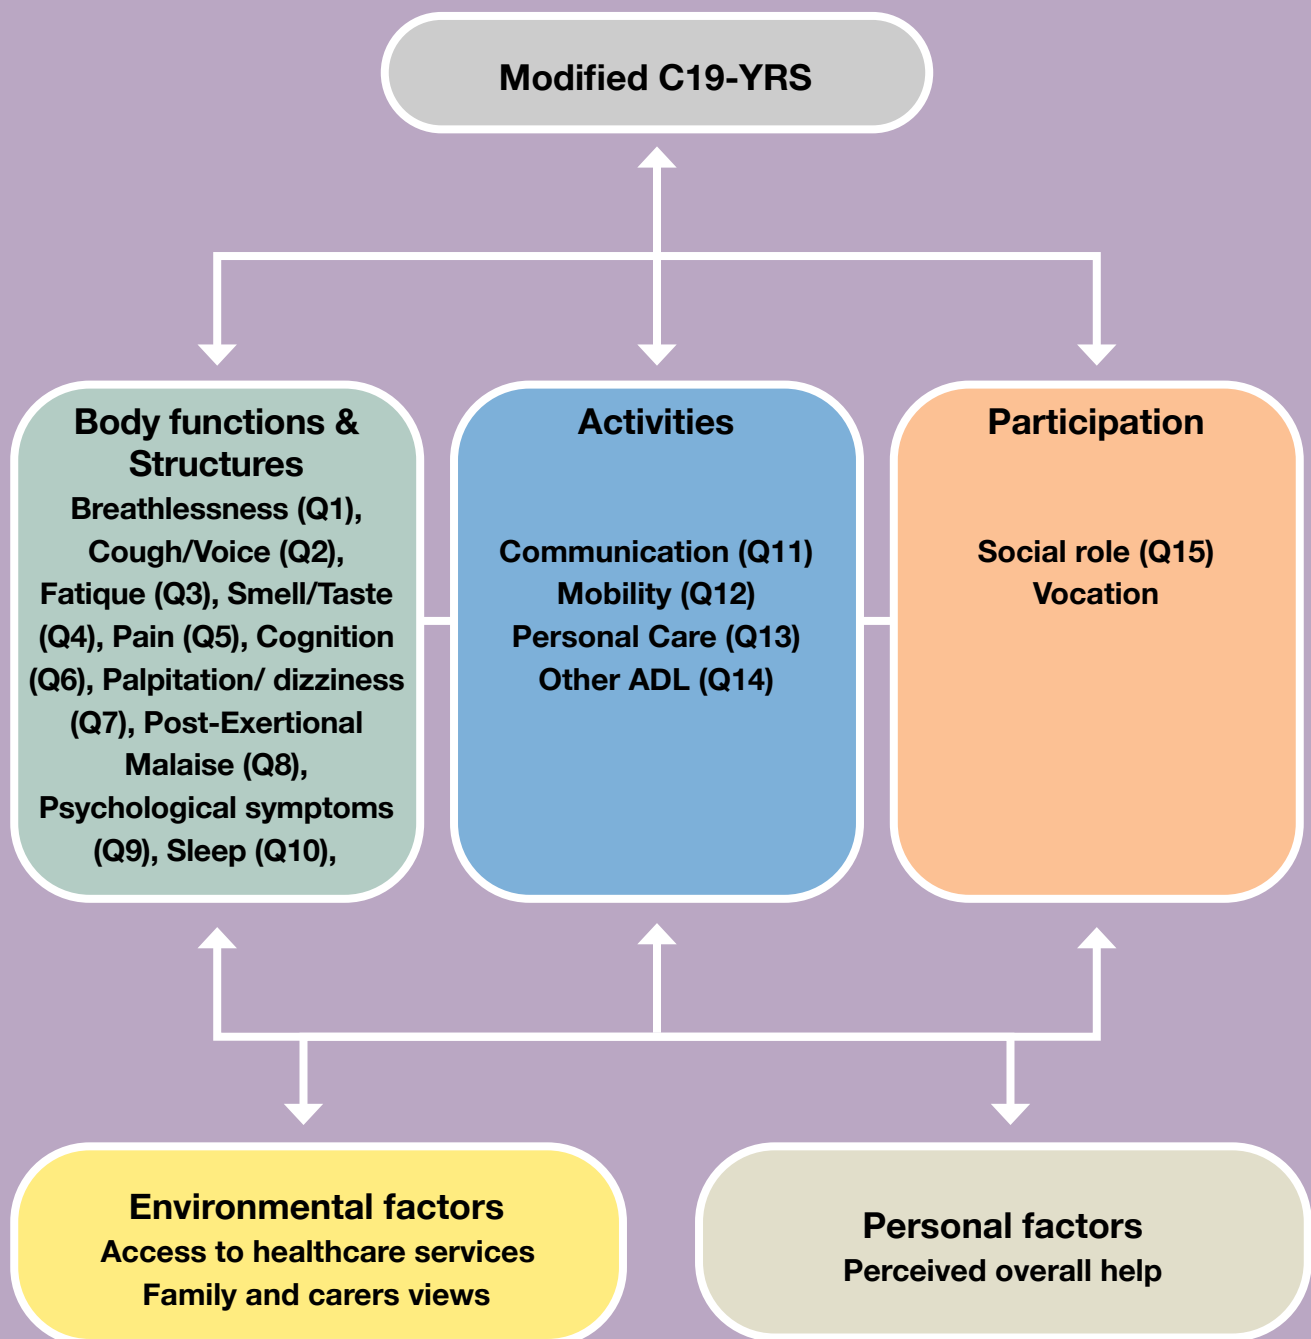 Modified C19-YRS
Body functions &
Structures
Breathlessness (Q1),
Cough/Voice (Q2),
Fatique (Q3), Smell/Taste
(Q4), Pain (Q5), Cognition
(Q6), Palpitation/ dizziness
(Q7), Post-Exertional
Malaise (Q8),
Psychological symptoms
(Q9), Sleep (Q10),
Activities
Communication (Q11)
Mobility (Q12)
Personal Care (Q13)
Other ADL (Q14)
Participation
Social role (Q15)
Vocation
Environmental factors
Access to healthcare services
Family and carers views
Personal factors
Perceived overall help